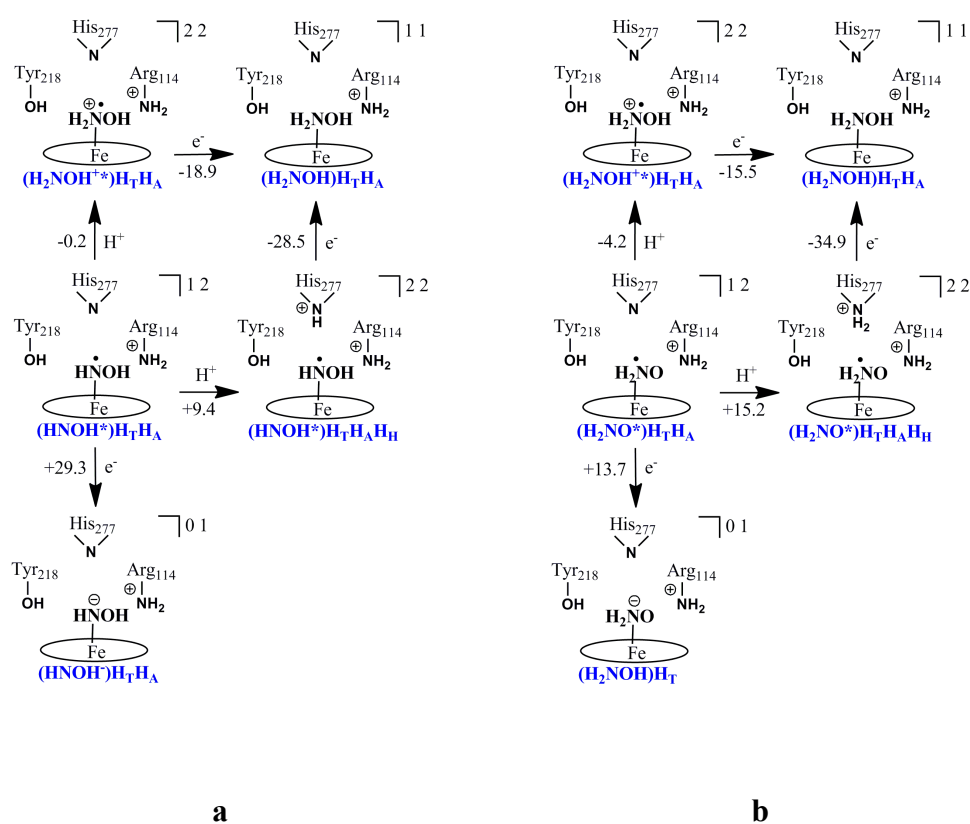 His277
N
2 2
Tyr218
OH
Arg114
⊕
NH2
⊕•
H2NOH
Fe
(H2NOH+*)HTHA
e-
-18.9
His277
N
1 1
Tyr218
OH
Arg114
⊕
NH2
H2NOH
Fe
(H2NOH)HTHA
-0.2 H+
-28.5 e-
His277
N
1 2
Tyr218
OH
Arg114
⊕
NH2
•
HNOH
Fe
(HNOH*)HTHA
H+
+9.4
His277
⊕
N
H
2 2
Tyr218
OH
Arg114
⊕
NH2
•
HNOH
Fe
(HNOH*)HTHAHH
+29.3 e-
His277
N
0 1
Tyr218
OH
Arg114
⊕
NH2
⊖
HNOH
Fe
(HNOH-)HTHA
a
His277
N
2 2
Tyr218
OH
Arg114
⊕
NH2
⊕•
H2NOH
Fe
(H2NOH+*)HTHA
e-
-15.5
His277
N
1 1
Tyr218
OH
Arg114
⊕
NH2
H2NOH
Fe
(H2NOH)HTHA
-4.2 H+
-34.9 e-
His277
N
1 2
Tyr218
OH
Arg114
⊕
NH2
•
H2NO
Fe
(H2NO*)HTHA
H+
+15.2
His277
⊕
N
H2
2 2
Tyr218
OH
Arg114
⊕
NH2
•
H2NO
Fe
(H2NO*)HTHAHH
+13.7 e-
His277
N
0 1
Tyr218
OH
Arg114
⊕
NH2
⊖
H2NO
Fe
(H2NOH)HT
b